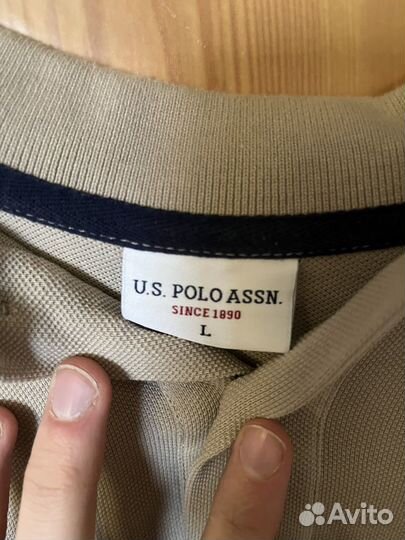 U.S. POLO ASSN.
SINCE 1890
L
Avito